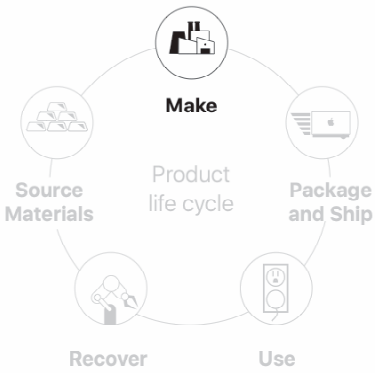 Make
Source
Materials
Product
life cycle
Package
and Ship
Recover
Use